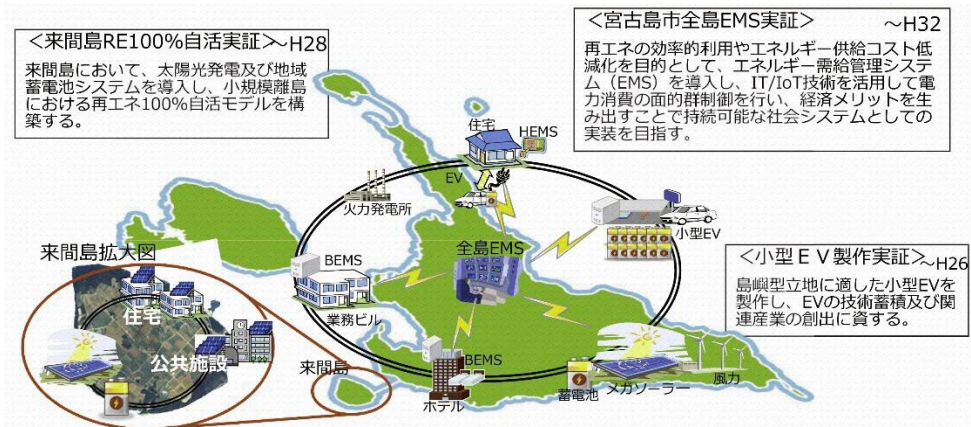 <来間島RE100%自活実証>~H28
来間島において、太陽光発電及び地域
蓄電池システムを導入し、小規模離島
における再エネ100%自活モデルを構
築する。
<宮古島市全島EMS実証> ~H32
再エネの効率的利用やエネルギー供給コスト低
減化を目的として、エネルギー需給管理システ
ム（EMS）を導入し、IT/IoT技術を活用して電
力消費の面的群制御を行い、経済メリットを生
み出すことで持続可能な社会システムとしての
実装を目指す。
住宅
HEMS
EV
火力発電所
小型EV
来間島拡大図
BEMS
全島EMS
<小型ＥＶ製作実証>~H26
島嶼型立地に適した小型EVを
製作し、EVの技術蓄積及び関
連産業の創出に資する。
住宅
業務ビル
公共施設
来間島
BEMS
ホテル
蓄電池
メガソーラー
風力